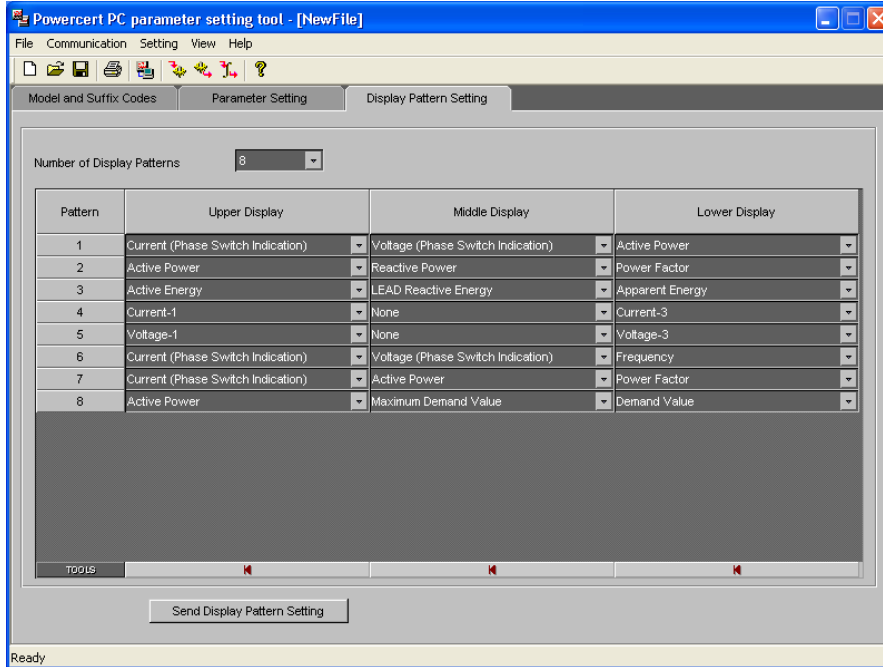 Powercert PC parameter setting tool - [NewFile]
File Communication Setting View Help
Model and Suffix Codes Parameter Setting Display Pattern Setting
Number of Display Patterns 8
Pattern Upper Display Middle Display Lower Display
1 Current (Phase Switch Indication) Voltage (Phase Switch Indication) Active Power
2 Active Power Reactive Power Power Factor
3 Active Energy LEAD Reactive Energy Apparent Energy
4 Current-1 None Current-3
5 Voltage-1 None Voltage-3
6 Current (Phase Switch Indication) Voltage (Phase Switch Indication) Frequency
7 Current (Phase Switch Indication) Active Power Power Factor
8 Active Power Maximum Demand Value Demand Value
TOOLS
Send Display Pattern Setting
Ready